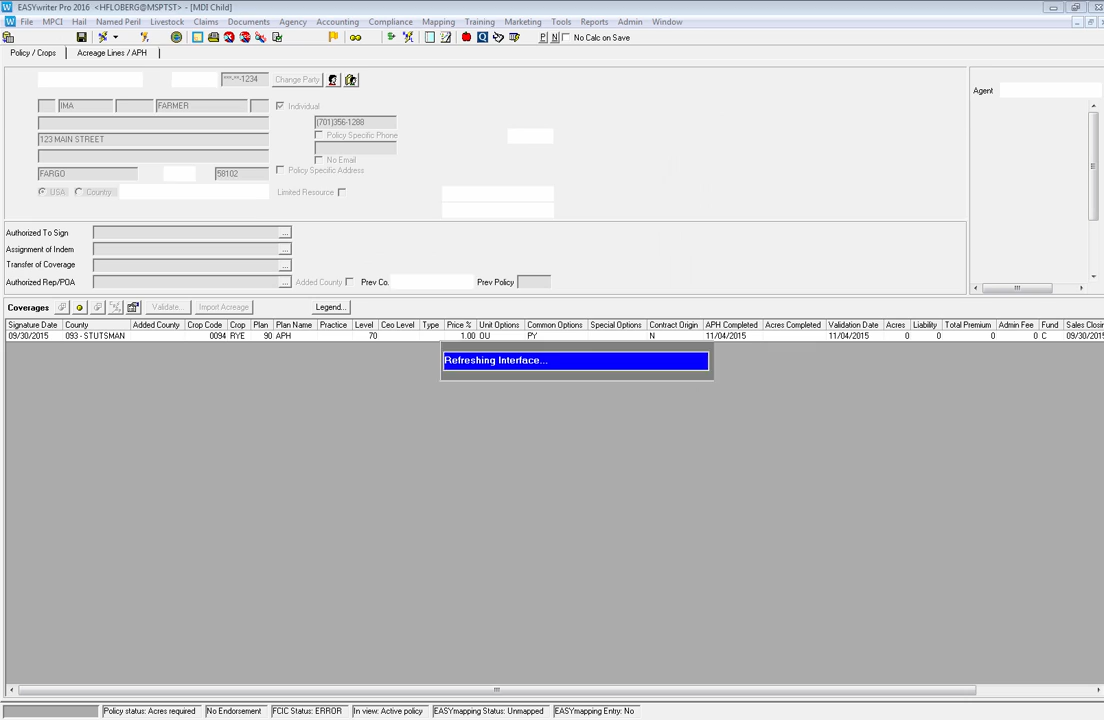 EASYwriter Pro 2016 <HFLOBERG@MSPTST> - [MDI Child]
File MPCI Hail Named Peril Livestock Claims Documents Agency Accounting Compliance Mapping Training Marketing Tools Reports Admin Window
P N No Calc on Save
Policy / Crops Acreage Lines / APH
***-**-1234 Change Party
Agent
IMA FARMER Individual
(701)356-1288
Policy Specific Phone
123 MAIN STREET
No Email
FARGO 58102 Policy Specific Address
USA Country Limited Resource
Authorized To Sign ...
Assignment of Indem ...
Transfer of Coverage ...
Authorized Rep/POA ... Added County Prev Co. Prev Policy
Coverages Validate... Import Acreage Legend...
Signature Date County Added County Crop Code Crop Plan Plan Name Practice Level Ceo Level Type Price % Unit Options Common Options Special Options Contract Origin APH Completed Acres Completed Validation Date Acres Liability Total Premium Admin Fee Fund Sales Closin
09/30/2015 093 - STUTSMAN 0094 RYE 90 APH 70 1.00 OU PY N 11/04/2015 11/04/2015 0 0 0 0 C 09/30/2015
Refreshing Interface...
Policy status: Acres required No Endorsement FCIC Status: ERROR In view: Active policy EASYmapping Status: Unmapped EASYmapping Entry: No